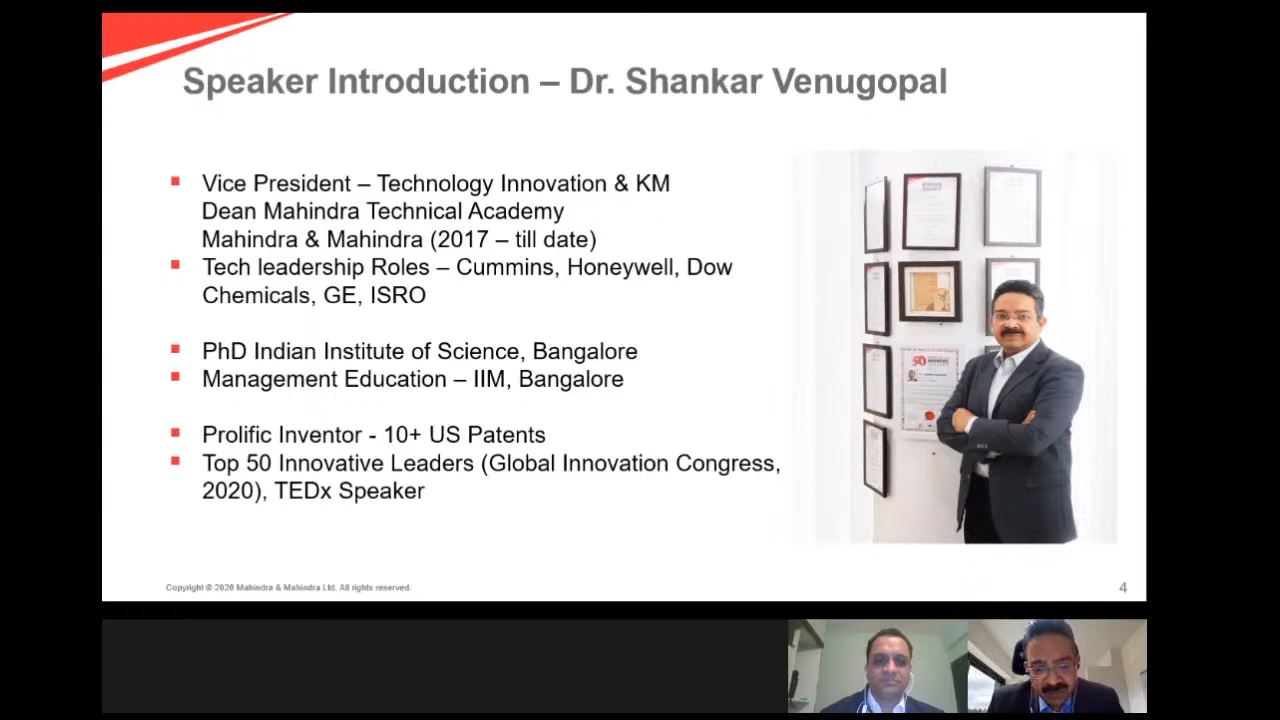 Speaker Introduction – Dr. Shankar Venugopal
Vice President – Technology Innovation & KM
Dean Mahindra Technical Academy
Mahindra & Mahindra (2017 – till date)
Tech leadership Roles – Cummins, Honeywell, Dow
Chemicals, GE, ISRO
PhD Indian Institute of Science, Bangalore
Management Education – IIM, Bangalore
Prolific Inventor - 10+ US Patents
Top 50 Innovative Leaders (Global Innovation Congress,
2020), TEDx Speaker
50
Copyright © 2020 Mahindra & Mahindra Ltd. All rights reserved.
4